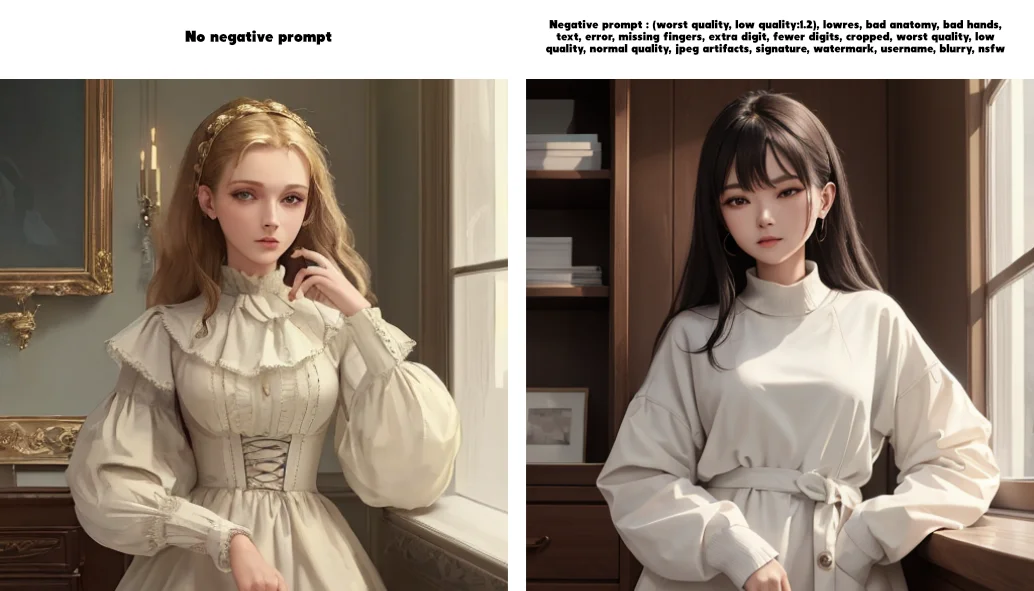 No negative prompt
Negative prompt : (worst quality, low quality:1.2), lowres, bad anatomy, bad hands,
text, error, missing fingers, extra digit, fewer digits, cropped, worst quality, low
quality, normal quality, jpeg artifacts, signature, watermark, username, blurry, nsfw